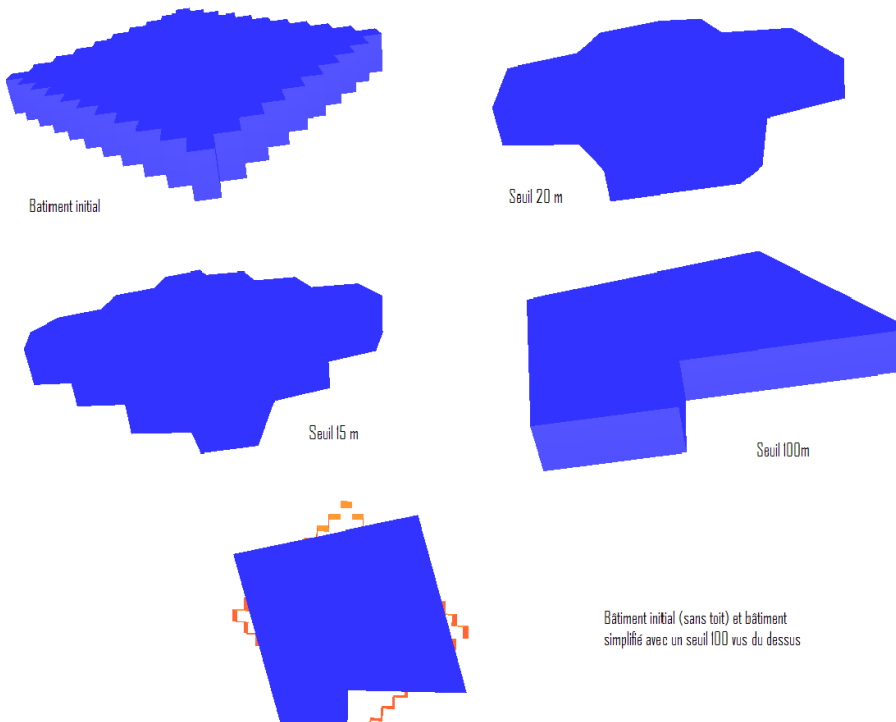 Batiment initial
Seuil 20 m
Seuil 15 m
Seuil 100m
Bâtiment initial (sans toit) et bâtiment
simplifié avec un seuil 100 vus du dessus